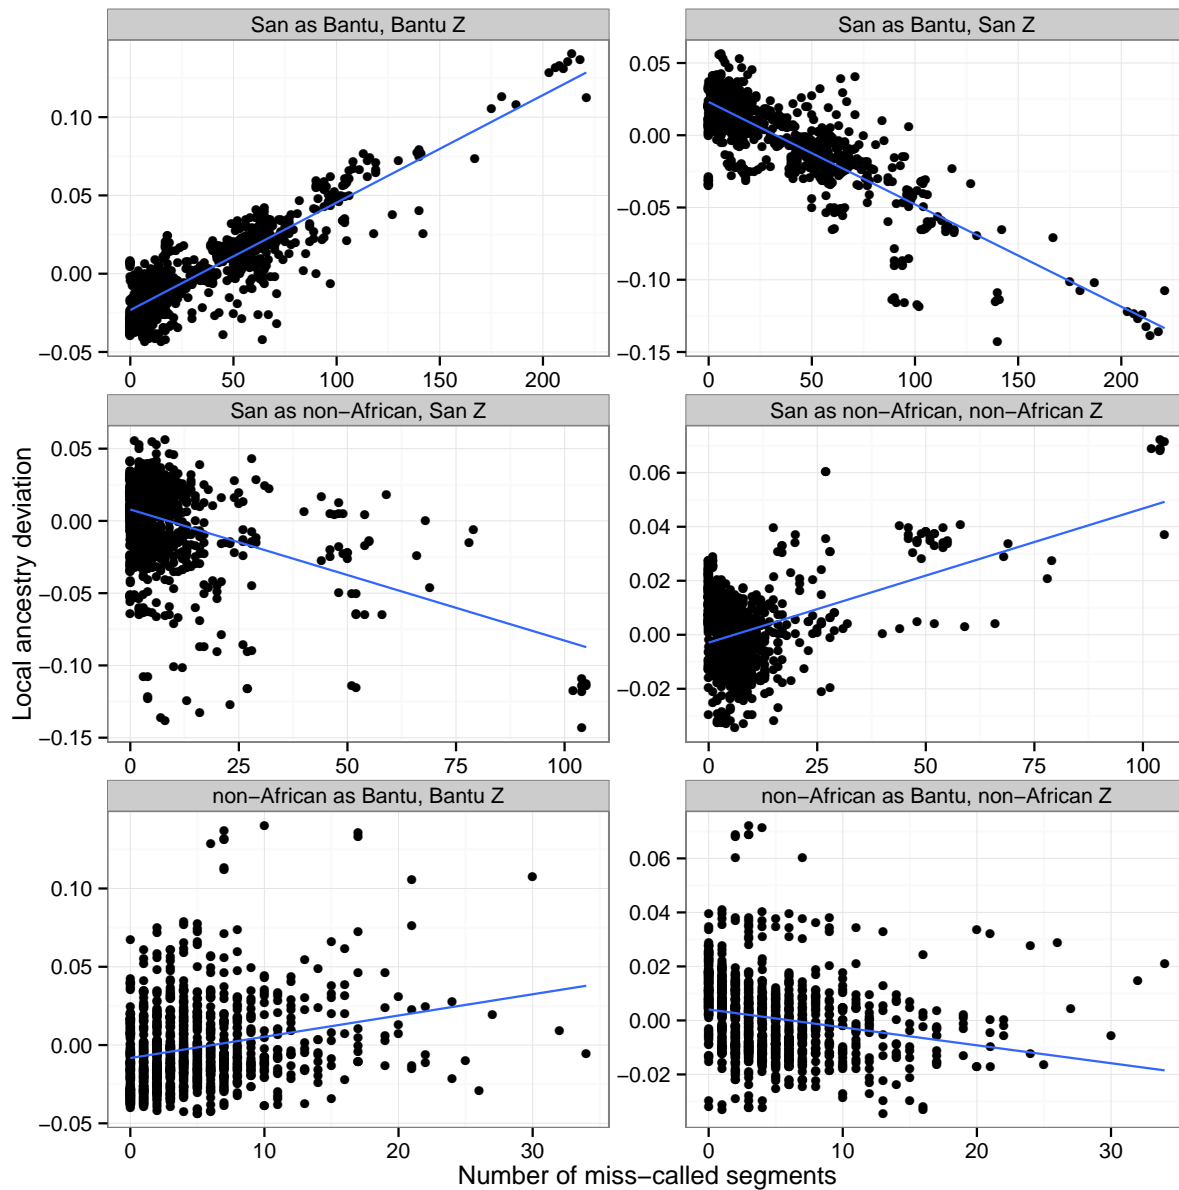 San as Bantu, Bantu Z
San as Bantu, San Z
0.10
0.05
0.00
−0.05
0 50 100 150 200
0.05
0.00
−0.05
−0.10
−0.15
0 50 100 150 200
San as non−African, San Z
San as non−African, non−African Z
Local ancestry deviation
0.05
0.00
−0.05
−0.10
−0.15
0 25 50 75 100
0.06
0.04
0.02
0.00
−0.02
0 25 50 75 100
non−African as Bantu, Bantu Z
non−African as Bantu, non−African Z
0.10
0.05
0.00
−0.05
0 10 20 30
0.06
0.04
0.02
0.00
−0.02
0 10 20 30
Number of miss−called segments